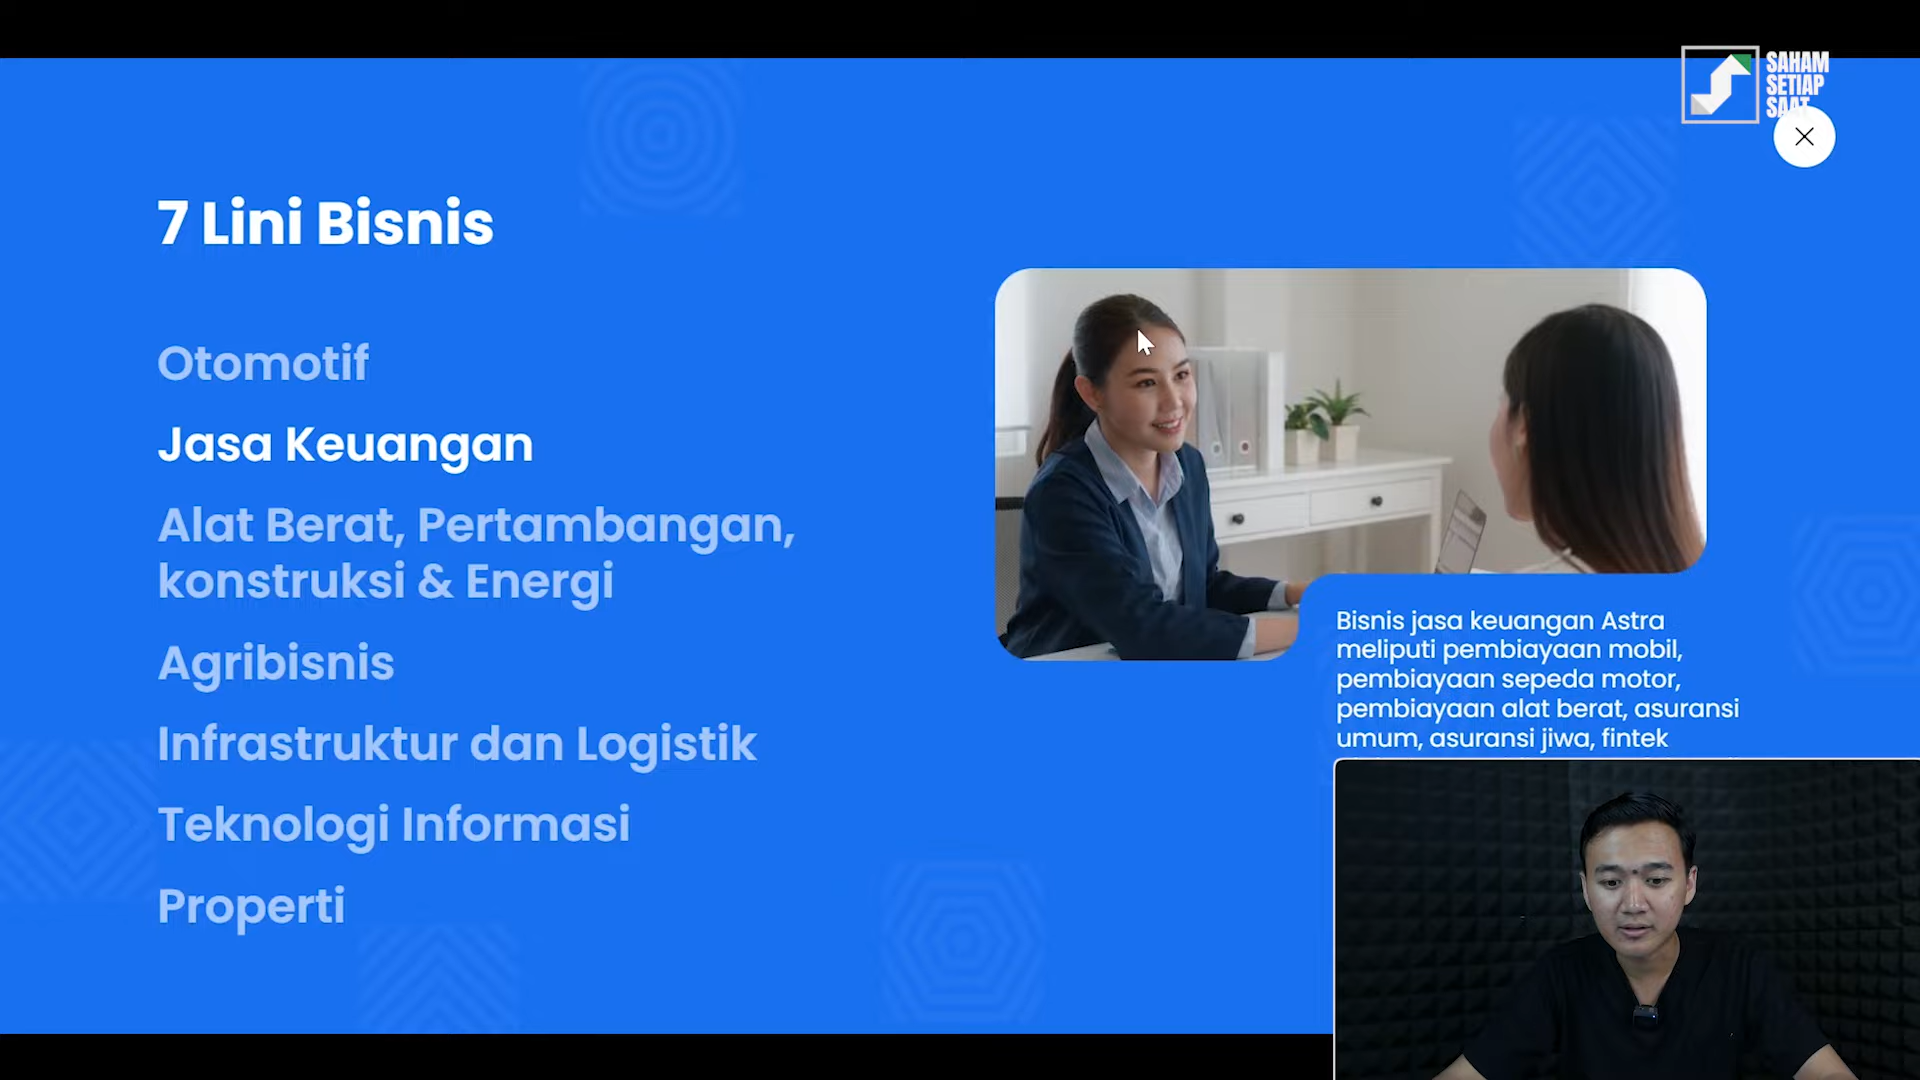 SAHAM
SETIAP
SAAT
7 Lini Bisnis
Otomotif
Jasa Keuangan
Alat Berat, Pertambangan,
konstruksi & Energi
Agribisnis
Infrastruktur dan Logistik
Teknologi Informasi
Properti
Bisnis jasa keuangan Astra
meliputi pembiayaan mobil,
pembiayaan sepeda motor,
pembiayaan alat berat, asuransi
umum, asuransi jiwa, fintek